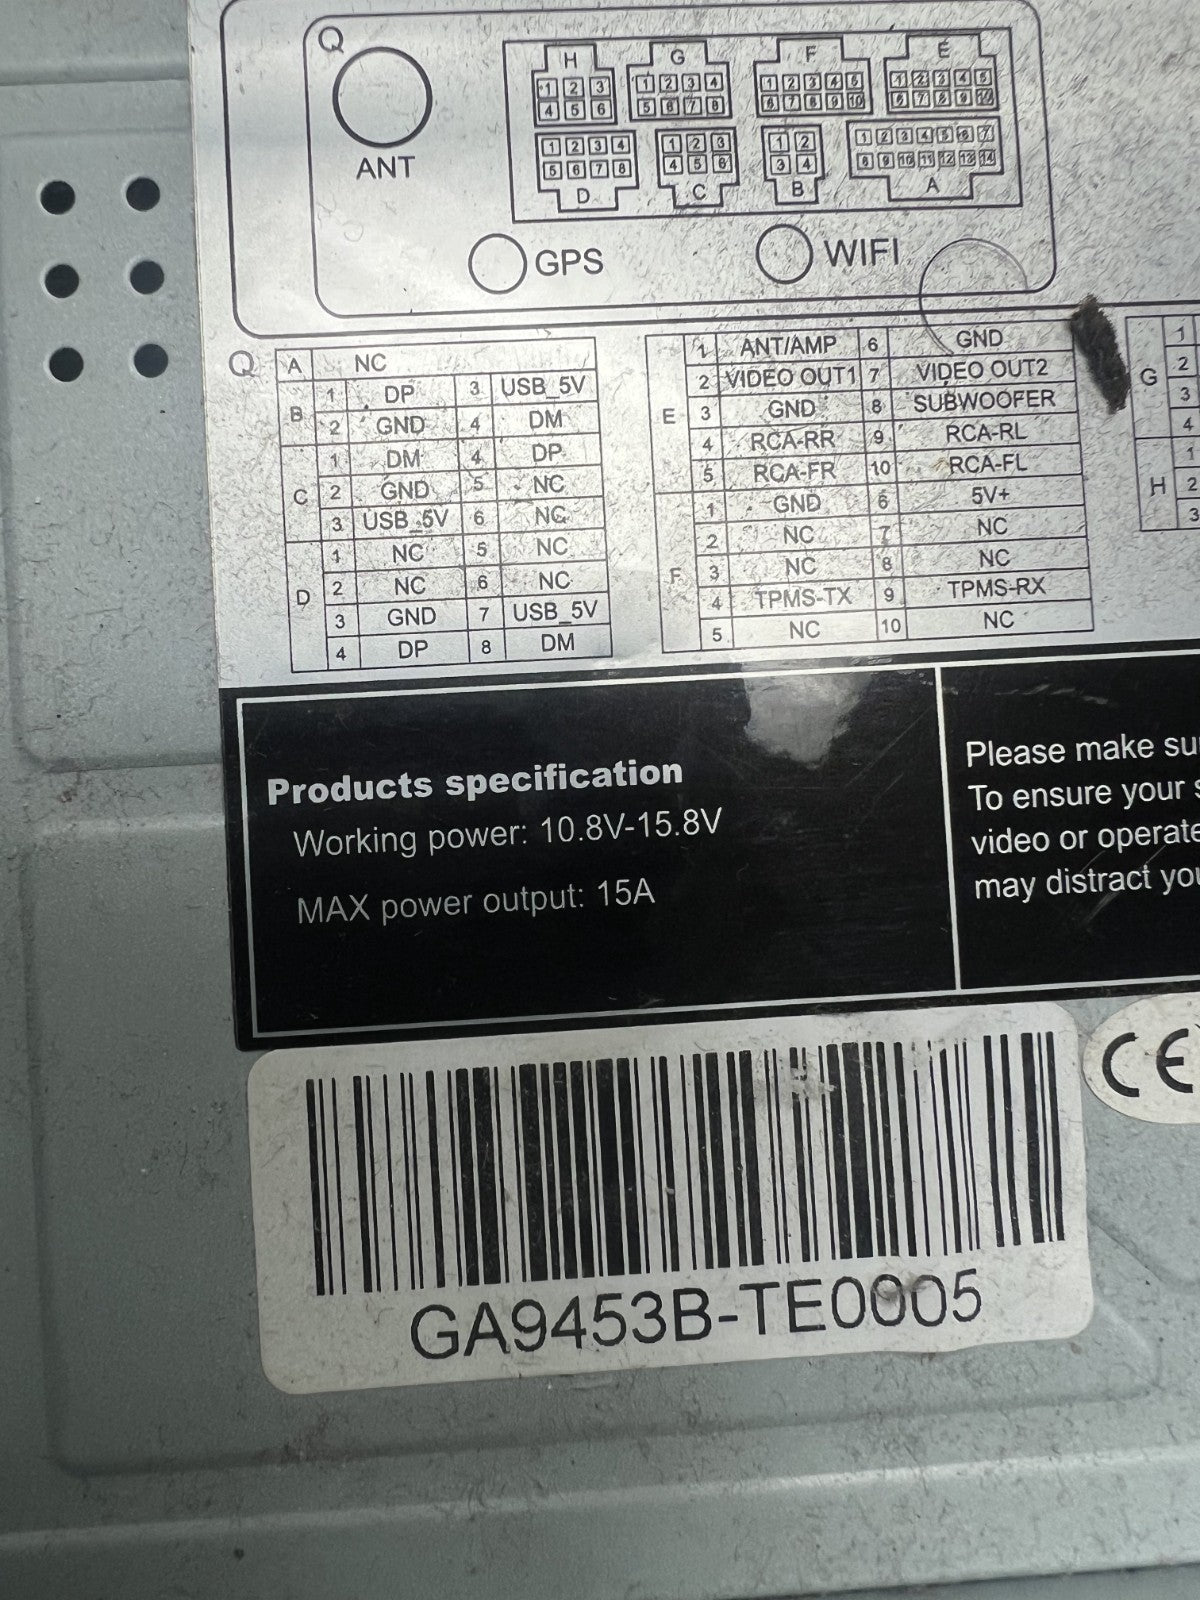 Q
ANT
H
1 2 3
4 5 6
G
1 2 3 4
5 6 7 8
F
1 2 3 4 5
6 7 8 9 10
E
1 2 3 4 5
6 7 8 9 10
1 2 3 4
5 6 7 8
D
1 2 3
4 5 6
C
1 2
3 4
B
1 2 3 4 5 6 7
8 9 10 11 12 13 14
A
GPS
WIFI
Q
A NC
B
1 DP 3 USB_5V
2 GND 4 DM
C
1 DM 4 DP
2 GND 5 NC
3 USB_5V 6 NC
D
1 NC 5 NC
2 NC 6 NC
3 GND 7 USB_5V
4 DP 8 DM
E
1 ANT/AMP 6 GND
2 VIDEO OUT1 7 VIDEO OUT2
3 GND 8 SUBWOOFER
4 RCA-RR 9 RCA-RL
5 RCA-FR 10 RCA-FL
F
1 GND 6 5V+
2 NC 7 NC
3 NC 8 NC
4 TPMS-TX 9 TPMS-RX
5 NC 10 NC
G
1
2
3
4
H
1
2
3
Products specification
Working power: 10.8V-15.8V
MAX power output: 15A
Please make su
To ensure your s
video or operate
may distract you
CE
GA9453B-TE0005